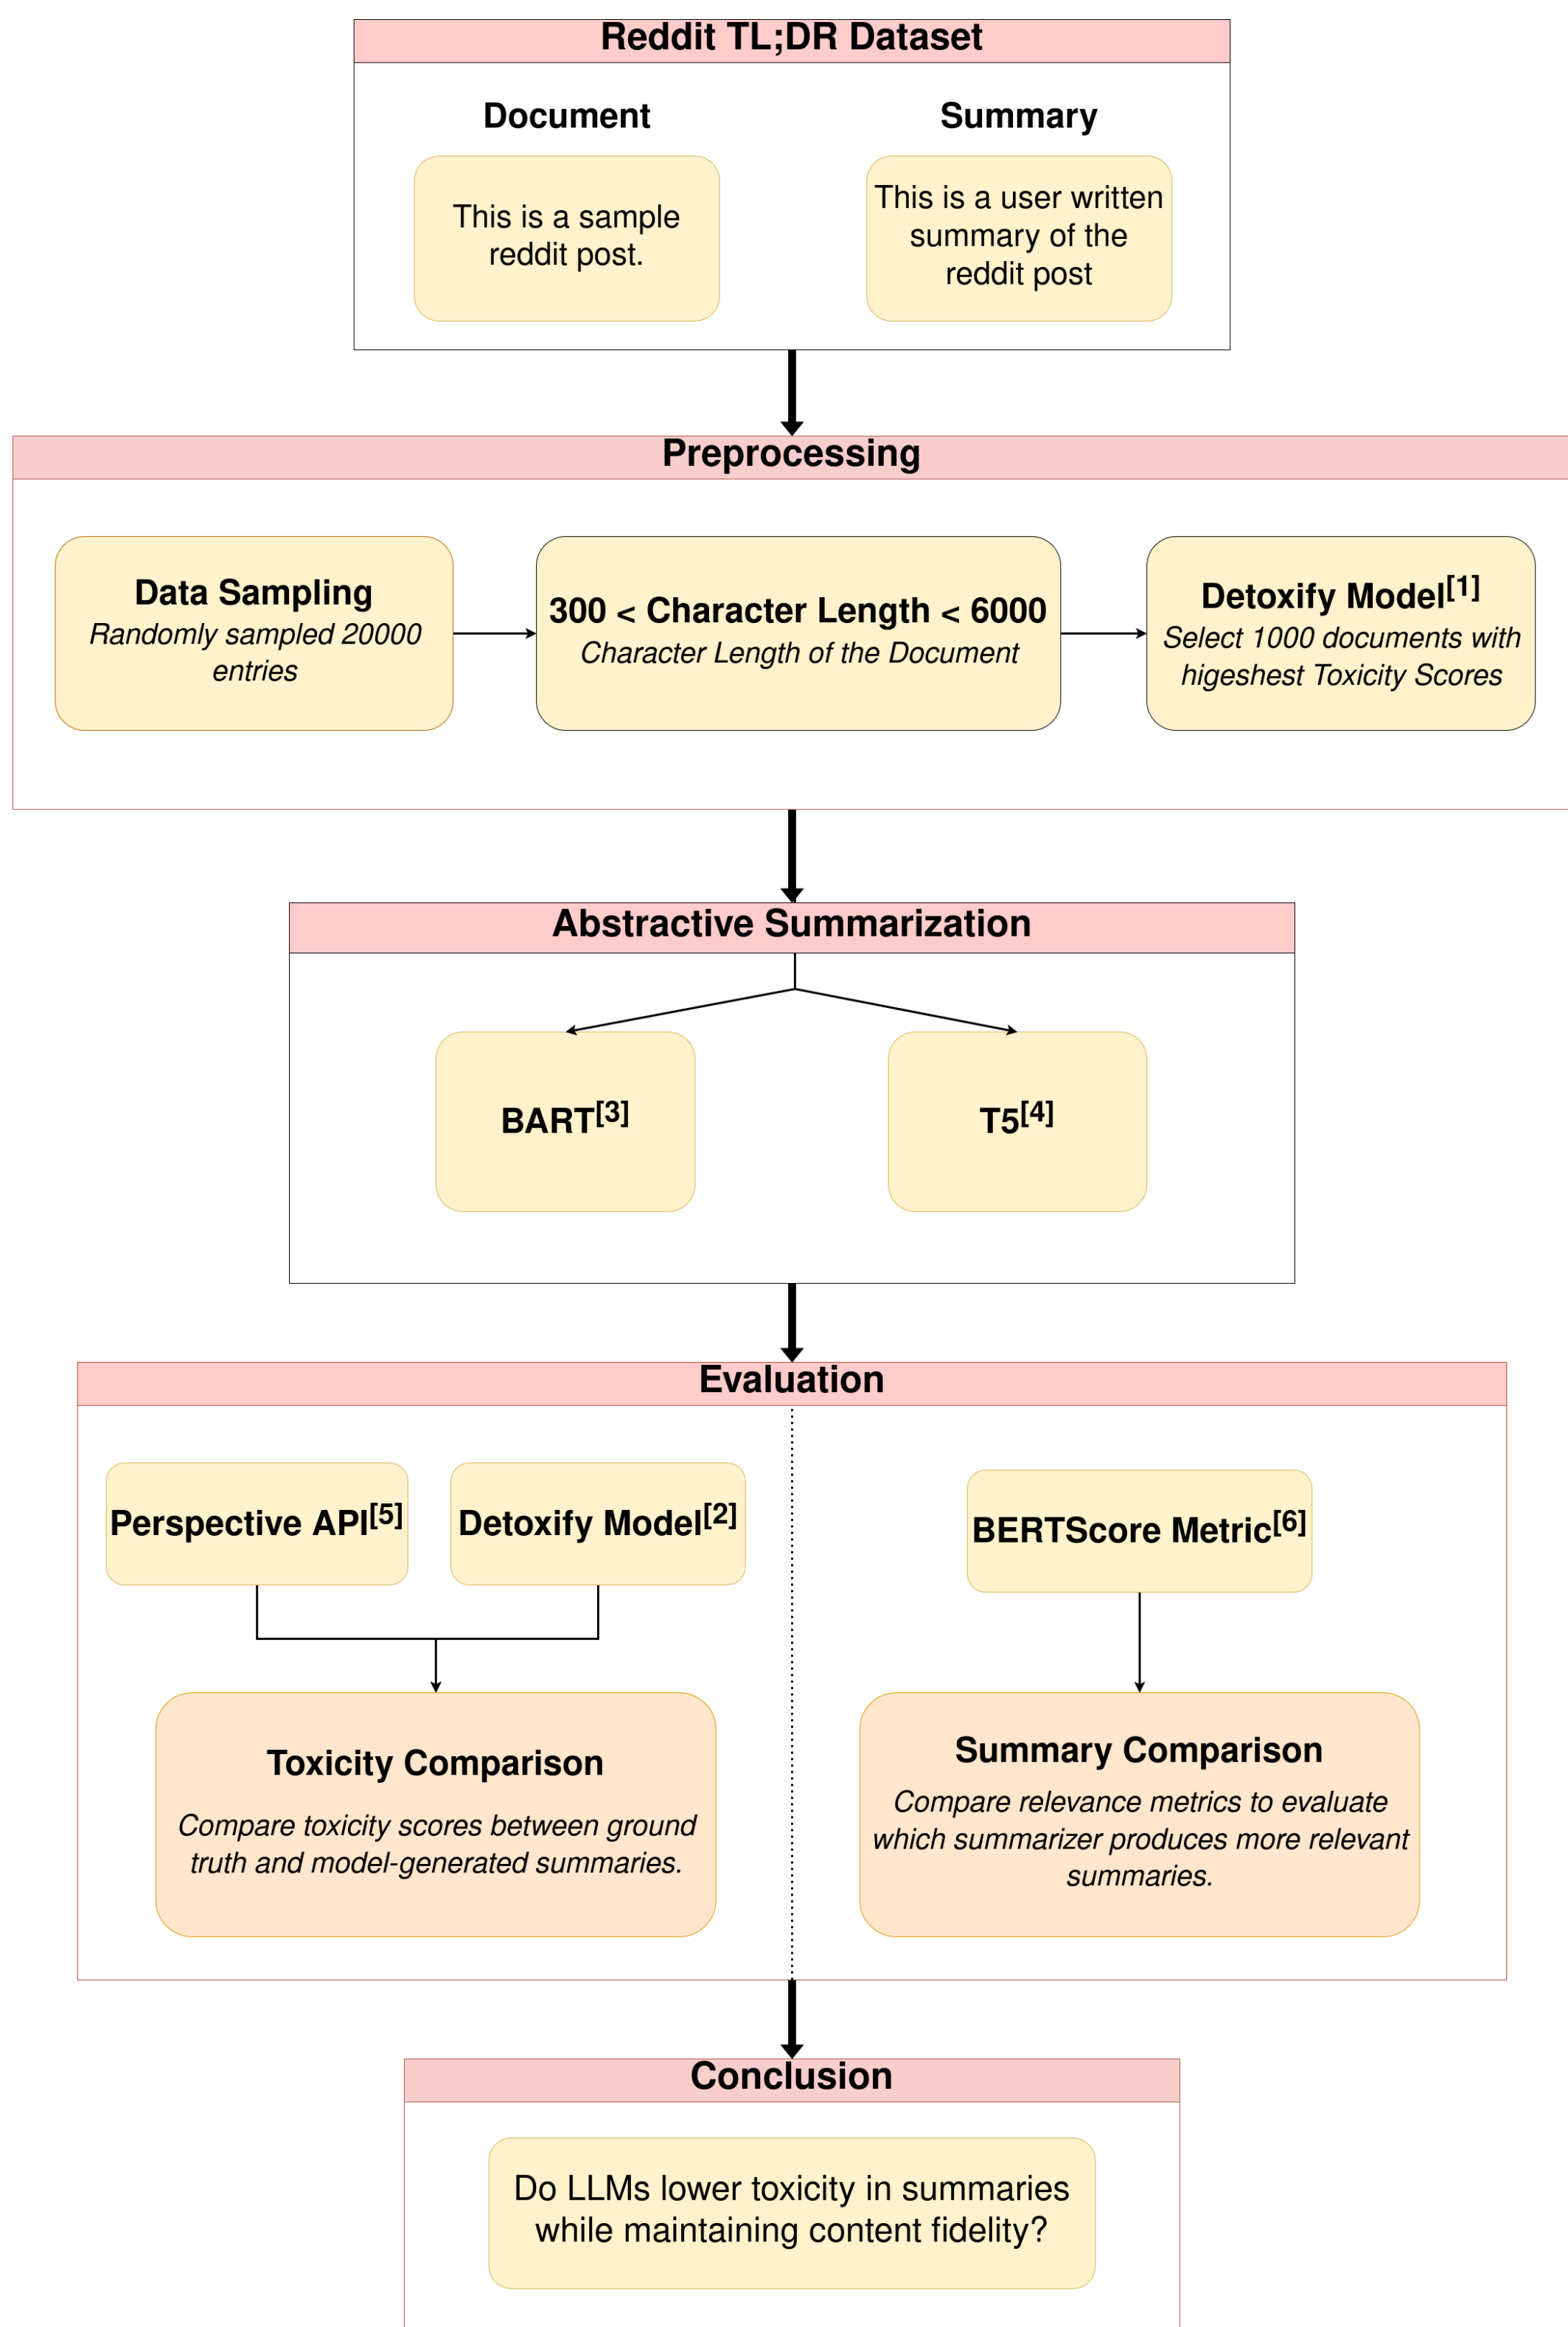 Reddit TL;DR Dataset
Document
This is a sample
reddit post.
Summary
This is a user written
summary of the
reddit post
Preprocessing
Data Sampling
Randomly sampled 20000
entries
300 < Character Length < 6000
Character Length of the Document
Detoxify Model[1]
Select 1000 documents with
higeshest Toxicity Scores
Abstractive Summarization
BART[3]
T5[4]
Evaluation
Perspective API[5]
Detoxify Model[2]
Toxicity Comparison
Compare toxicity scores between ground
truth and model-generated summaries.
BERTScore Metric[6]
Summary Comparison
Compare relevance metrics to evaluate
which summarizer produces more relevant
summaries.
Conclusion
Do LLMs lower toxicity in summaries
while maintaining content fidelity?